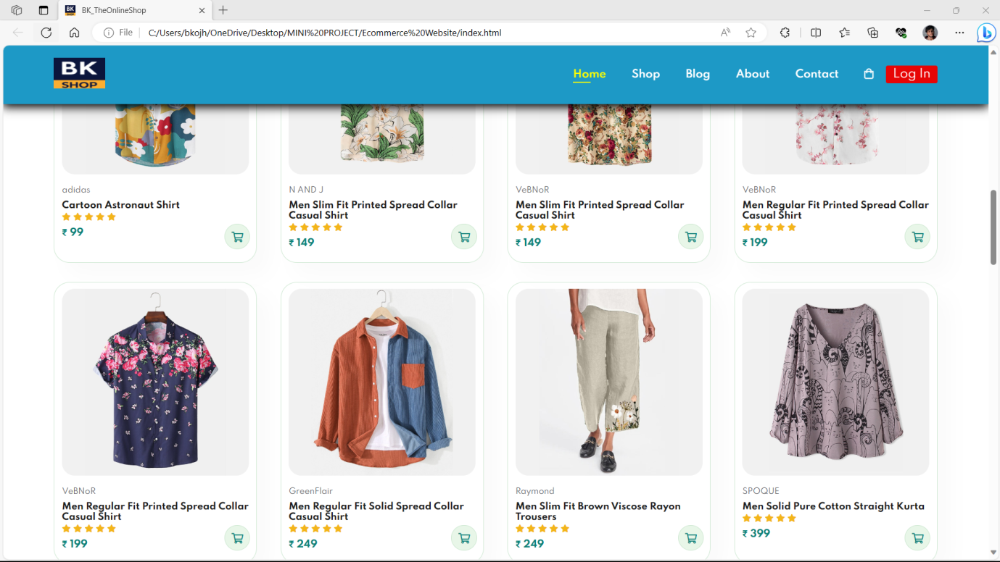 BK_TheOnlineShop
File
C:/Users/bkojh/OneDrive/Desktop/MINI%20PROJECT/Ecommerce%20Website/index.html
BK
SHOP
Home
Shop
Blog
About
Contact
Log In
adidas
Cartoon Astronaut Shirt
₹ 99
N AND J
Men Slim Fit Printed Spread Collar
Casual Shirt
₹ 149
VeBNoR
Men Slim Fit Printed Spread Collar
Casual Shirt
₹ 149
VeBNoR
Men Regular Fit Printed Spread Collar
Casual Shirt
₹ 199
VeBNoR
Men Regular Fit Printed Spread Collar
Casual Shirt
₹ 199
GreenFlair
Men Regular Fit Solid Spread Collar
Casual Shirt
₹ 249
Raymond
Men Slim Fit Brown Viscose Rayon
Trousers
₹ 249
SPOQUE
Men Solid Pure Cotton Straight Kurta
₹ 399